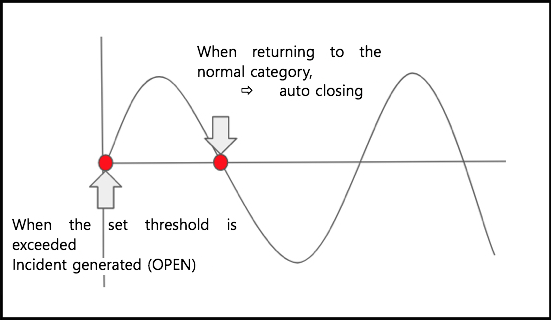 When returning to the
normal category,
⇨ auto closing
When the set threshold is
exceeded
Incident generated (OPEN)